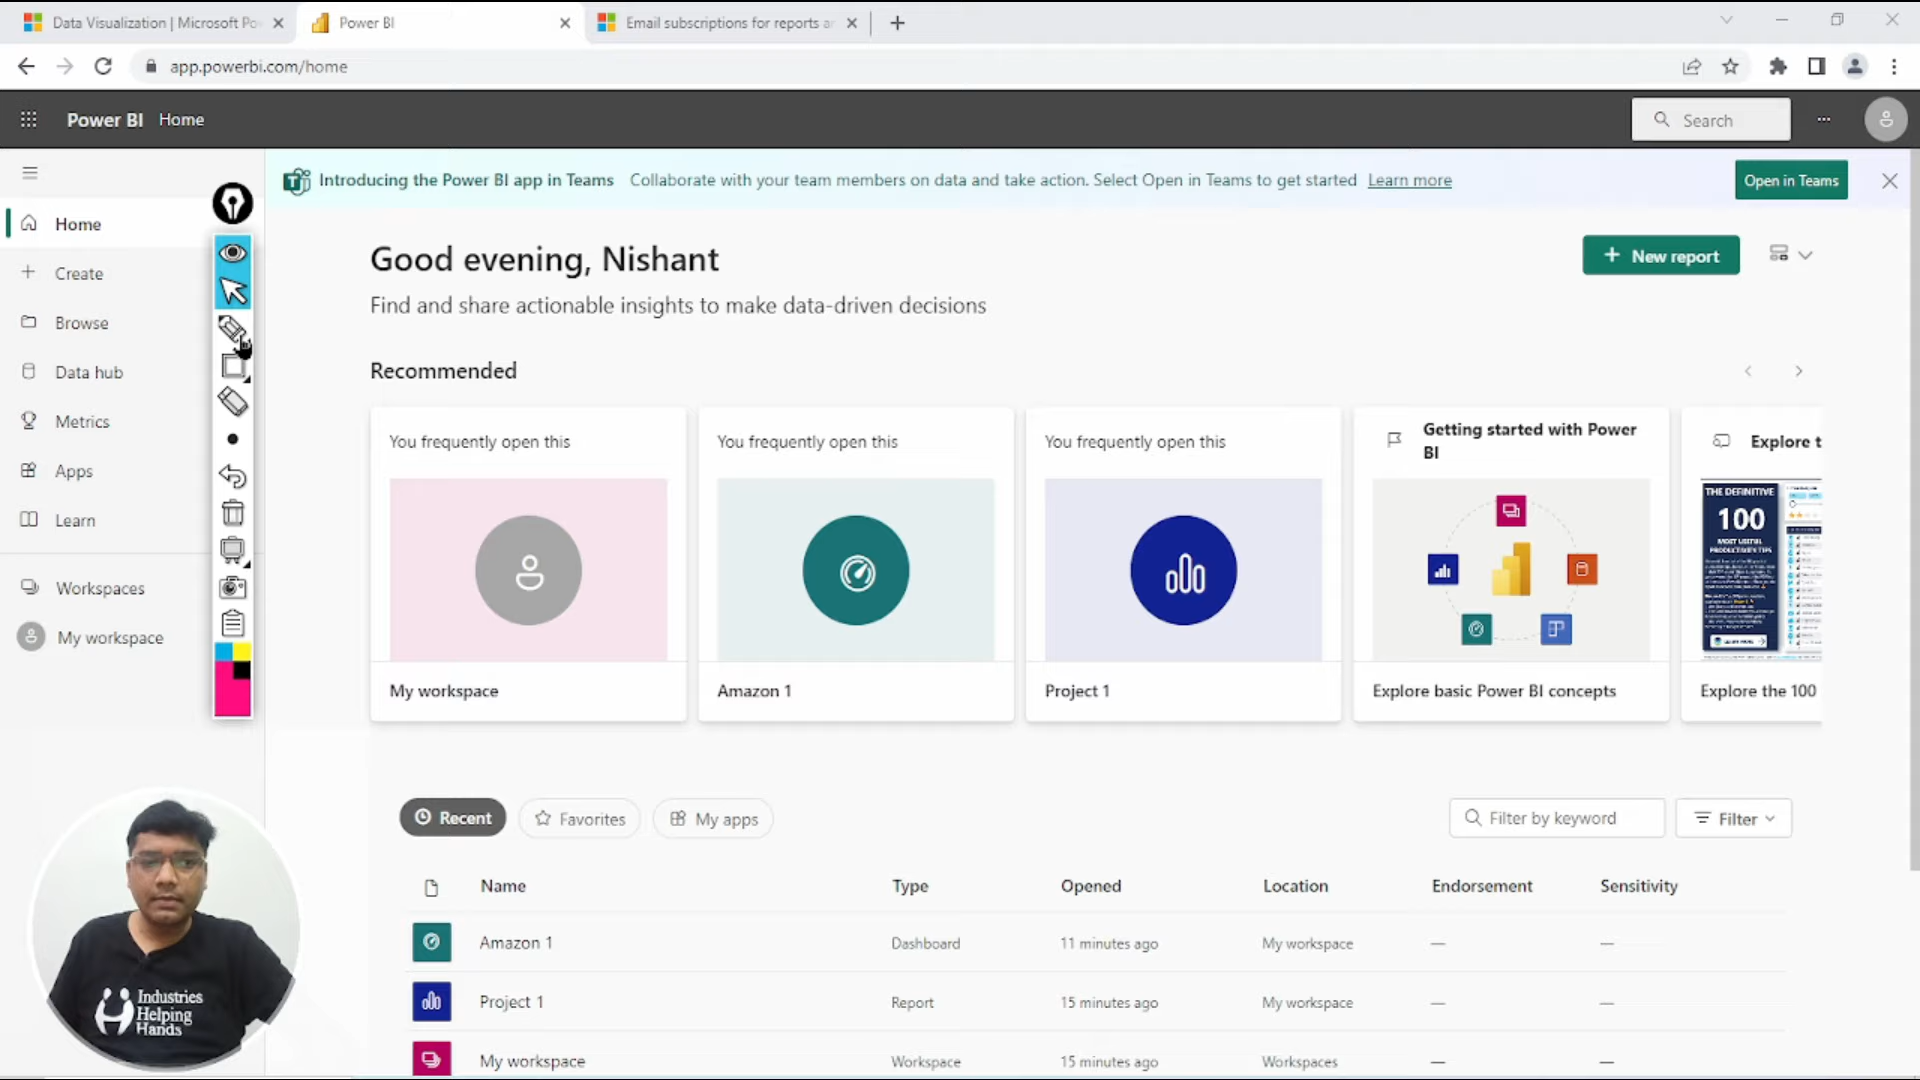 Data Visualization | Microsoft Po
Power BI
Email subscriptions for reports a
app.powerbi.com/home
Power BI Home
Search
Introducing the Power BI app in Teams Collaborate with your team members on data and take action. Select Open in Teams to get started Learn more
Open in Teams
Home
Create
Browse
Data hub
Metrics
Apps
Learn
Workspaces
My workspace
Good evening, Nishant
New report
Find and share actionable insights to make data-driven decisions
Recommended
You frequently open this
My workspace
You frequently open this
Amazon 1
You frequently open this
Project 1
Getting started with Power
BI
Explore basic Power BI concepts
Explore t
THE DEFINITIVE
100
MOST USEFUL
PRODUCTIVITY TIPS
Explore the 100
Recent
Favorites
My apps
Filter by keyword
Filter
Name Type Opened Location Endorsement Sensitivity
Amazon 1 Dashboard 11 minutes ago My workspace — —
Project 1 Report 15 minutes ago My workspace — —
My workspace Workspace 15 minutes ago Workspaces — —
Industries
Helping
Hands